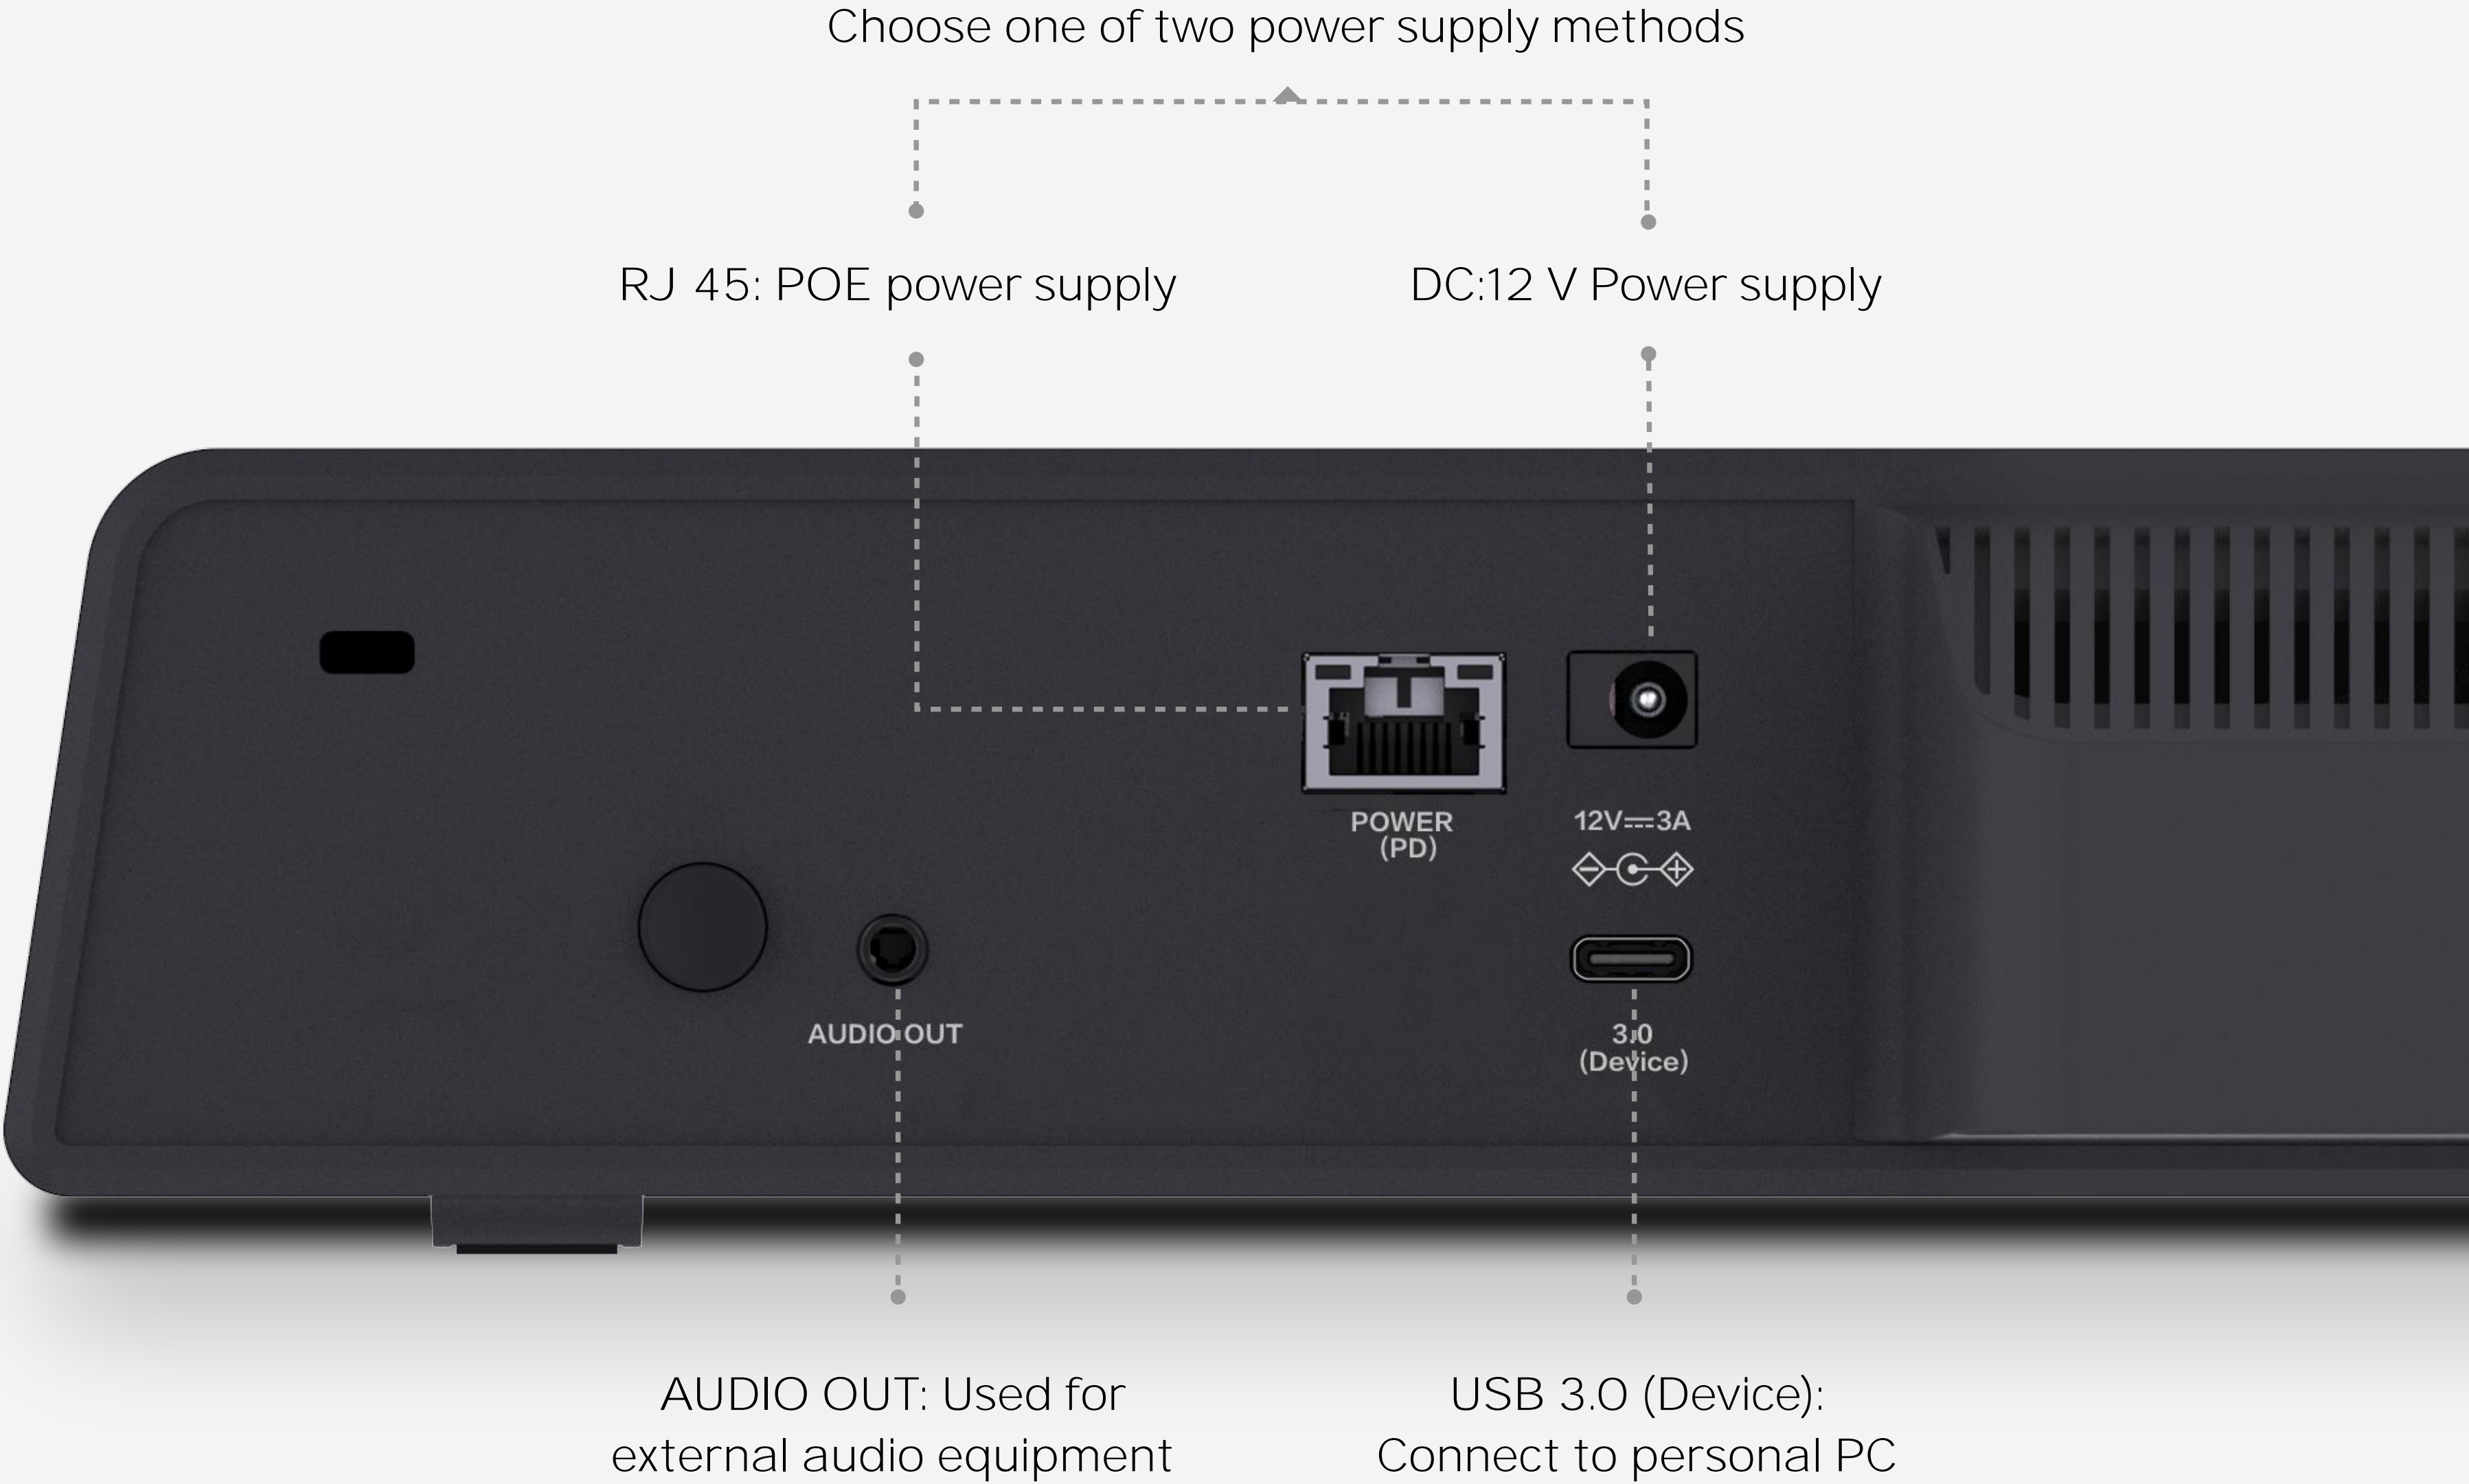 Choose one of two power supply methods
RJ 45: POE power supply
DC:12 V Power supply
POWER
(PD)
12V⎓3A
AUDIO OUT
3.0
(Device)
AUDIO OUT: Used for
external audio equipment
USB 3.0 (Device):
Connect to personal PC